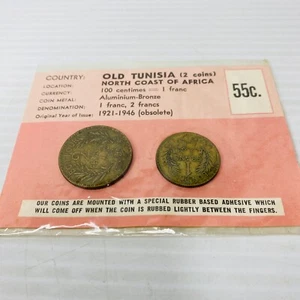 COUNTRY: OLD TUNISIA (2 coins)
LOCATION: NORTH COAST OF AFRICA
CURRENCY: 100 centimes = 1 franc
COIN METAL: Aluminium-Bronze
DENOMINATION: 1 franc, 2 francs
Original Year of Issue: 1921-1946 (obsolete)
55c.
OUR COINS ARE MOUNTED WITH A SPECIAL RUBBER BASED ADHESIVE WHICH
WILL COME OFF WHEN THE COIN IS RUBBED LIGHTLY BETWEEN THE FINGERS.